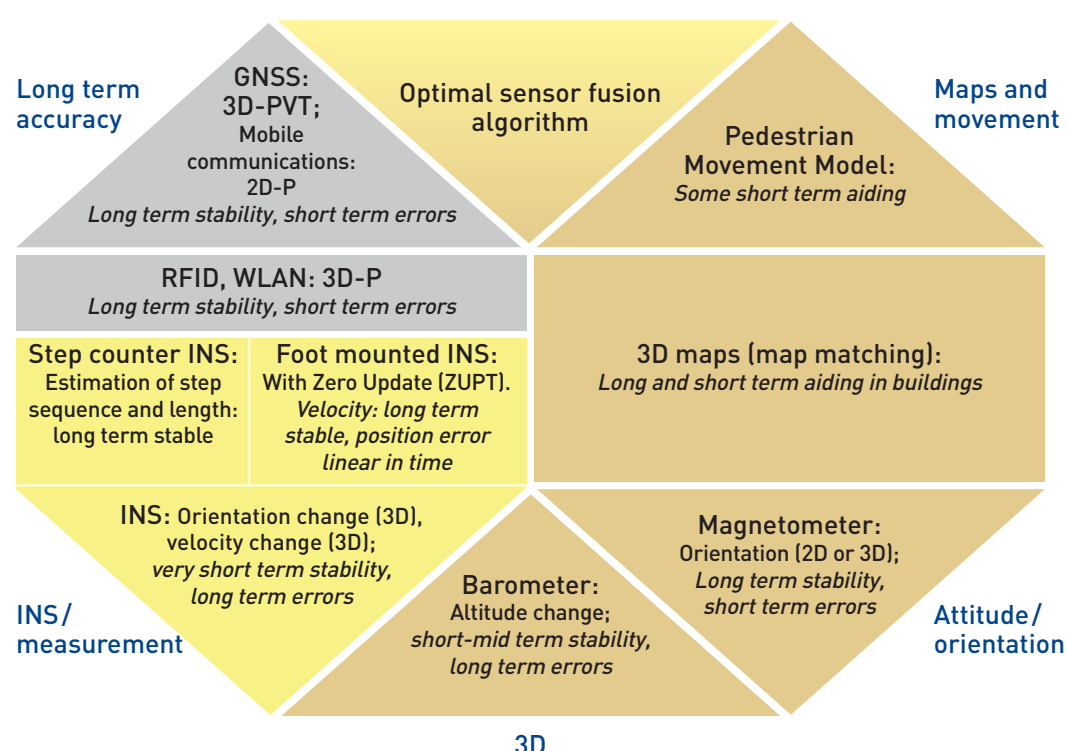 Long term
accuracy
GNSS:
3D-PVT;
Mobile
communications:
2D-P
Long term stability, short term errors
Optimal sensor fusion
algorithm
Pedestrian
Movement Model:
Some short term aiding
Maps and
movement
RFID, WLAN: 3D-P
Long term stability, short term errors
Step counter INS:
Estimation of step
sequence and length:
long term stable
Foot mounted INS:
With Zero Update (ZUPT).
Velocity: long term
stable, position error
linear in time
3D maps (map matching):
Long and short term aiding in buildings
INS: Orientation change (3D),
velocity change (3D);
very short term stability,
long term errors
INS/
measurement
Barometer:
Altitude change;
short-mid term stability,
long term errors
Magnetometer:
Orientation (2D or 3D);
Long term stability,
short term errors
Attitude/
orientation
3D